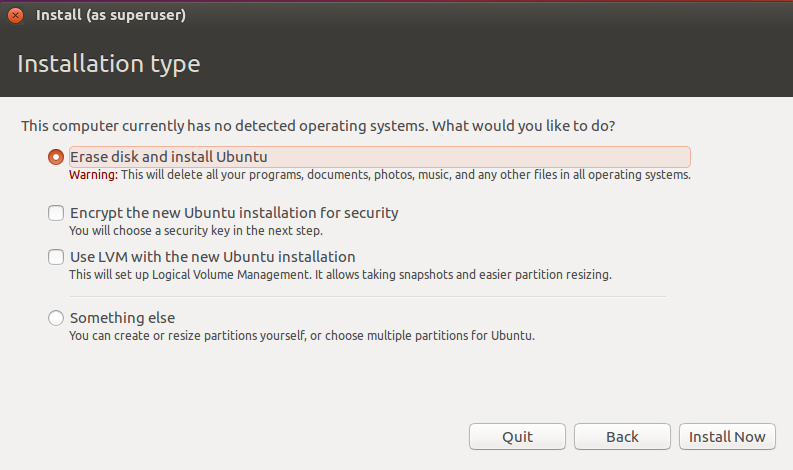 Install (as superuser)
Installation type
This computer currently has no detected operating systems. What would you like to do?
Erase disk and install Ubuntu
Warning: This will delete all your programs, documents, photos, music, and any other files in all operating systems.
Encrypt the new Ubuntu installation for security
You will choose a security key in the next step.
Use LVM with the new Ubuntu installation
This will set up Logical Volume Management. It allows taking snapshots and easier partition resizing.
Something else
You can create or resize partitions yourself, or choose multiple partitions for Ubuntu.
Quit Back Install Now